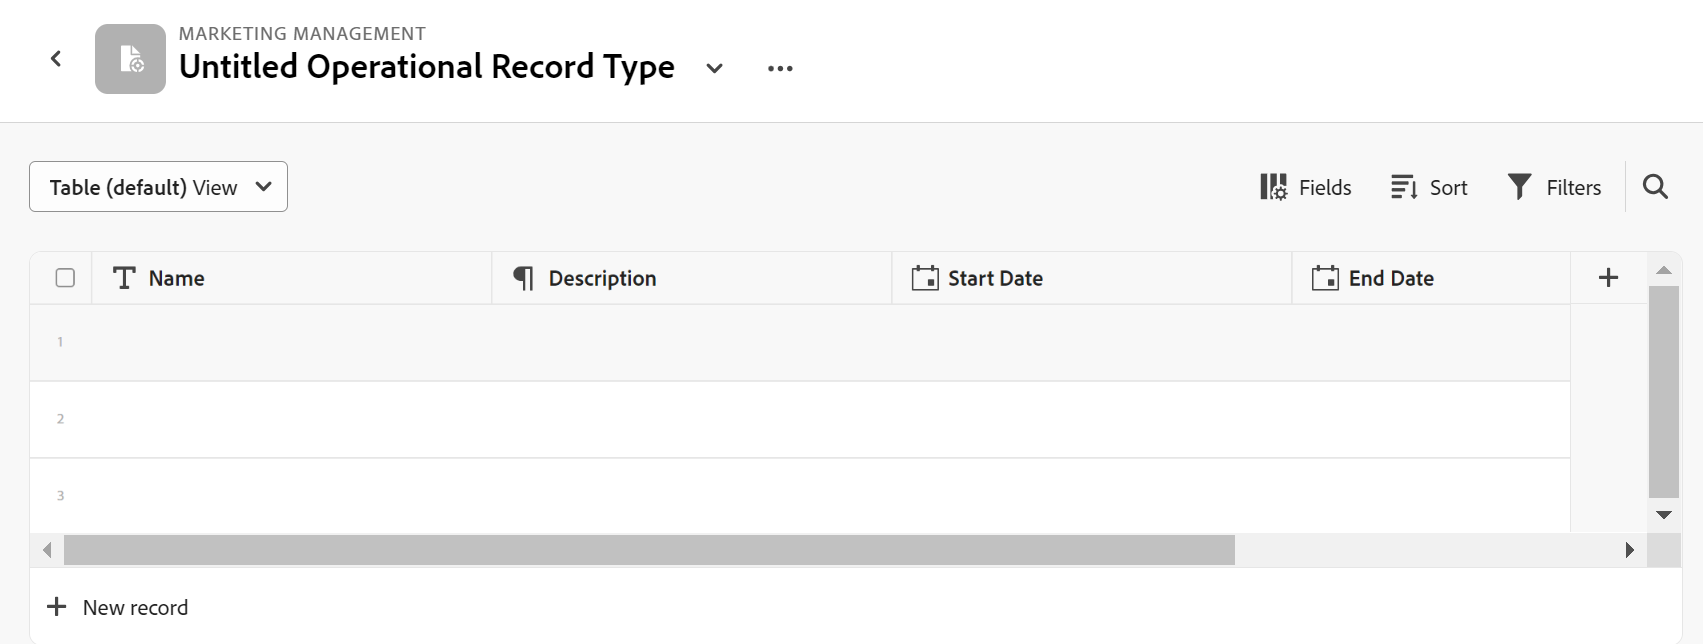 MARKETING MANAGEMENT
Untitled Operational Record Type
Table (default) View
Fields
Sort
Filters
Name
Description
Start Date
End Date
1
2
3
New record